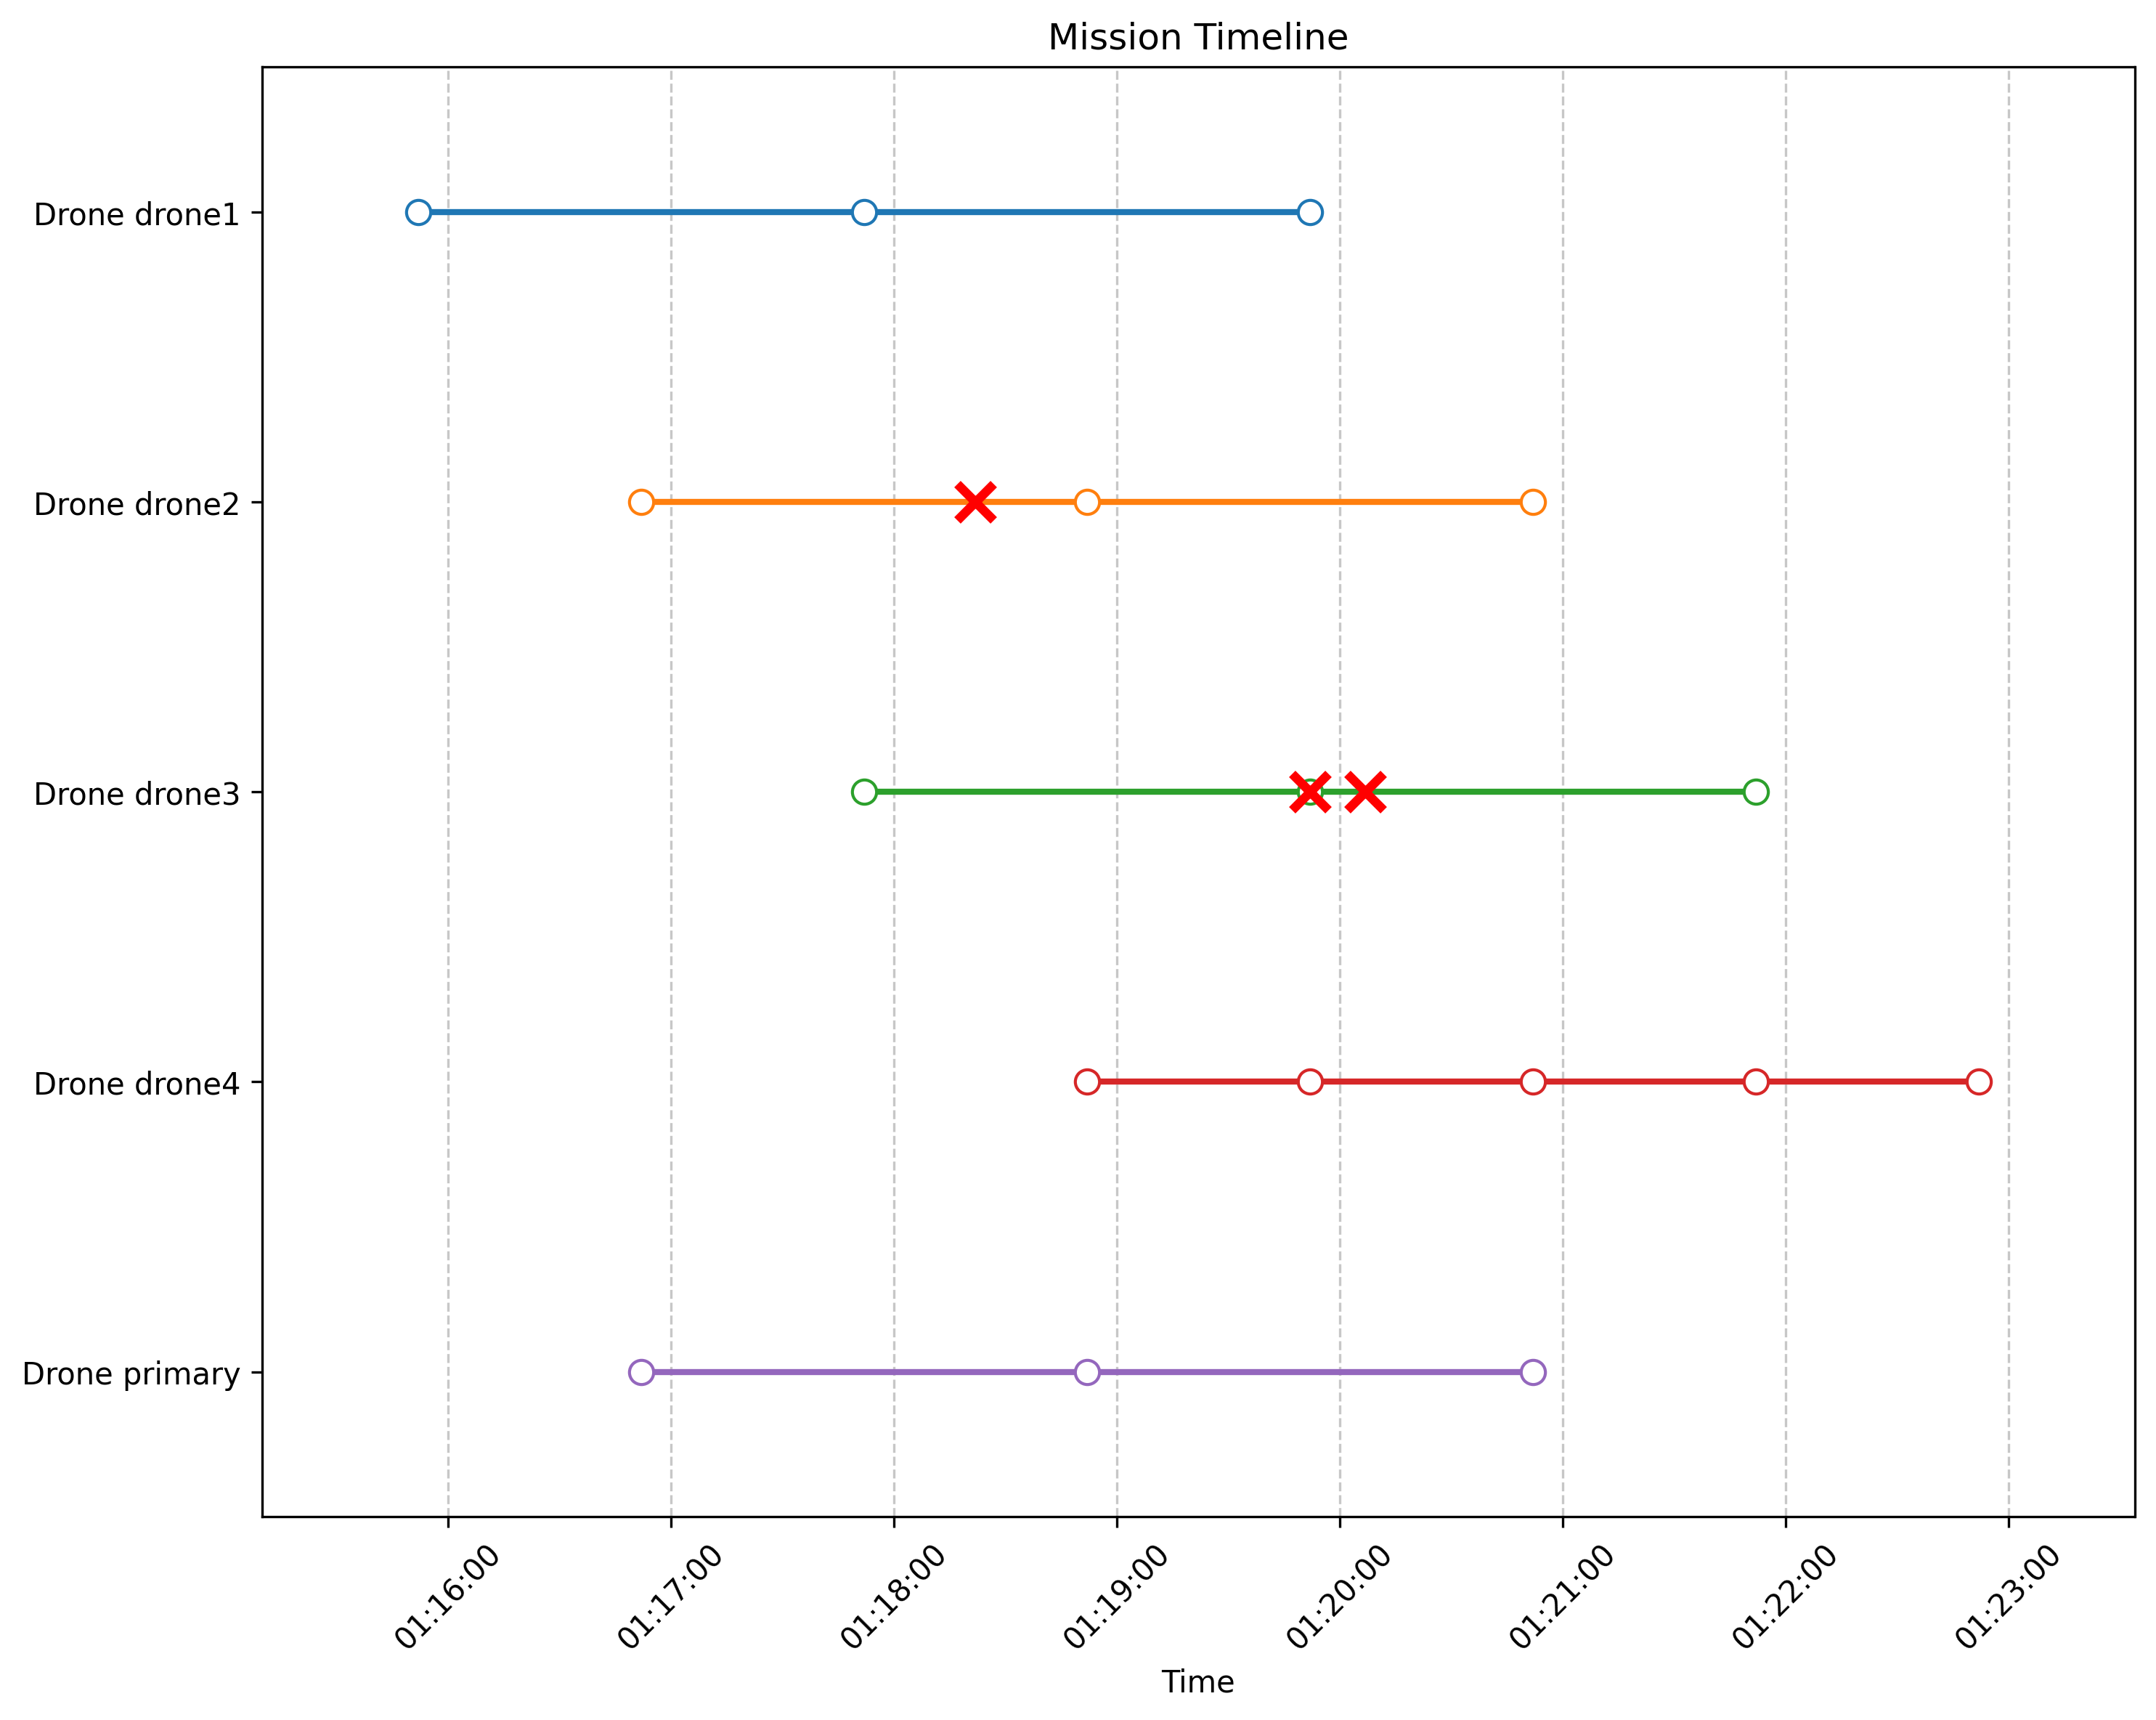 Mission Timeline
Drone drone1
Drone drone2
Drone drone3
Drone drone4
Drone primary
01:16:00
01:17:00
01:18:00
01:19:00
01:20:00
01:21:00
01:22:00
01:23:00
Time